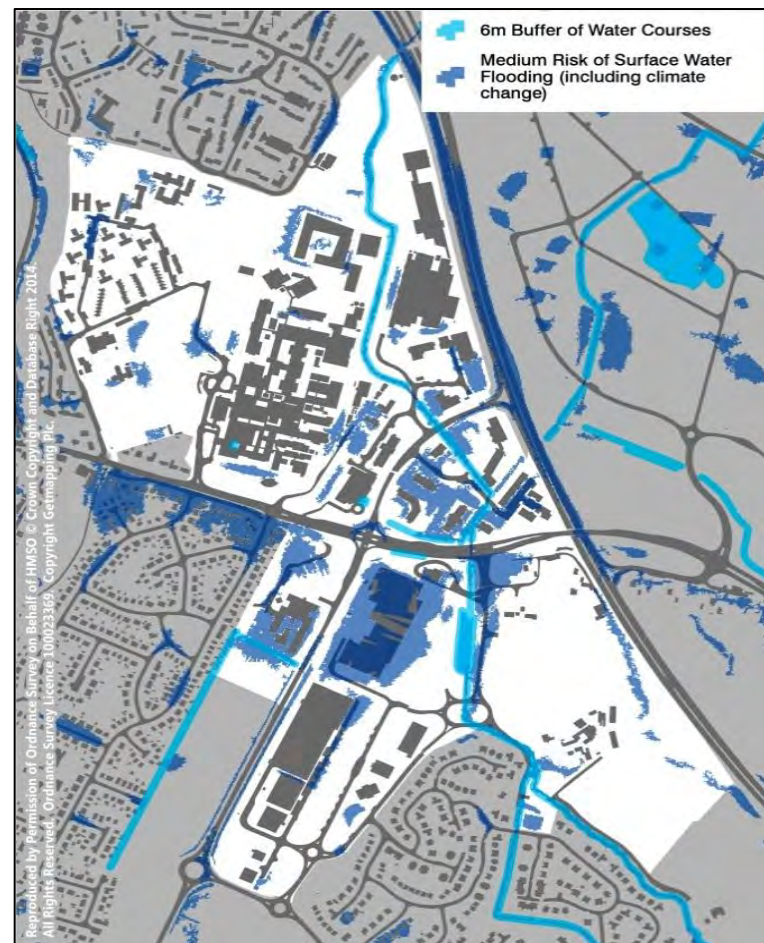 6m Buffer of Water Courses
Medium Risk of Surface Water
Flooding (including climate
change)
H
Reproduced by Permission of Ordnance Survey on Behalf of HMSO © Crown Copyright and Database Right 2014.
All Rights Reserved. Ordnance Survey Licence 100023369. Copyright Getmapping Plc.